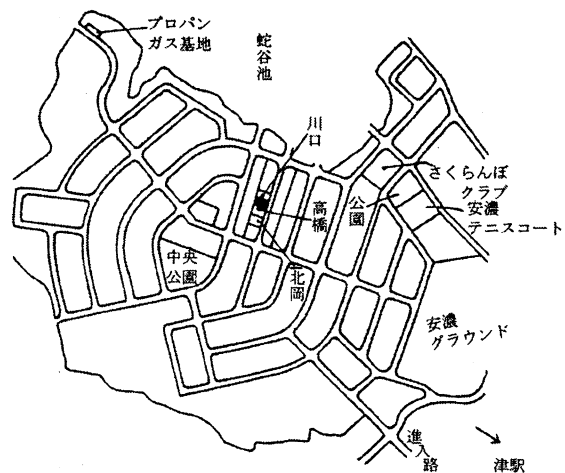 プロパン
ガス基地
蛇谷池
川口
高橋
北岡
中央
公園
公園
さくらんぼ
クラブ
安濃
テニスコート
安濃
グラウンド
進入路
津駅